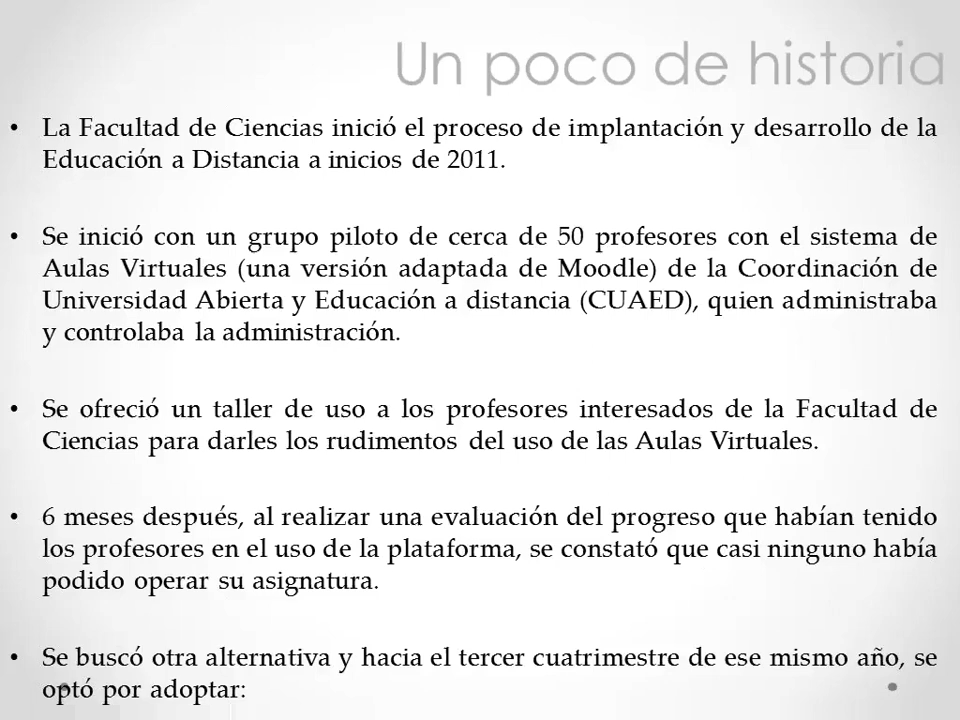 Un poco de historia
• La Facultad de Ciencias inició el proceso de implantación y desarrollo de la
Educación a Distancia a inicios de 2011.
• Se inició con un grupo piloto de cerca de 50 profesores con el sistema de
Aulas Virtuales (una versión adaptada de Moodle) de la Coordinación de
Universidad Abierta y Educación a distancia (CUAED), quien administraba
y controlaba la administración.
• Se ofreció un taller de uso a los profesores interesados de la Facultad de
Ciencias para darles los rudimentos del uso de las Aulas Virtuales.
• 6 meses después, al realizar una evaluación del progreso que habían tenido
los profesores en el uso de la plataforma, se constató que casi ninguno había
podido operar su asignatura.
• Se buscó otra alternativa y hacia el tercer cuatrimestre de ese mismo año, se
optó por adoptar: